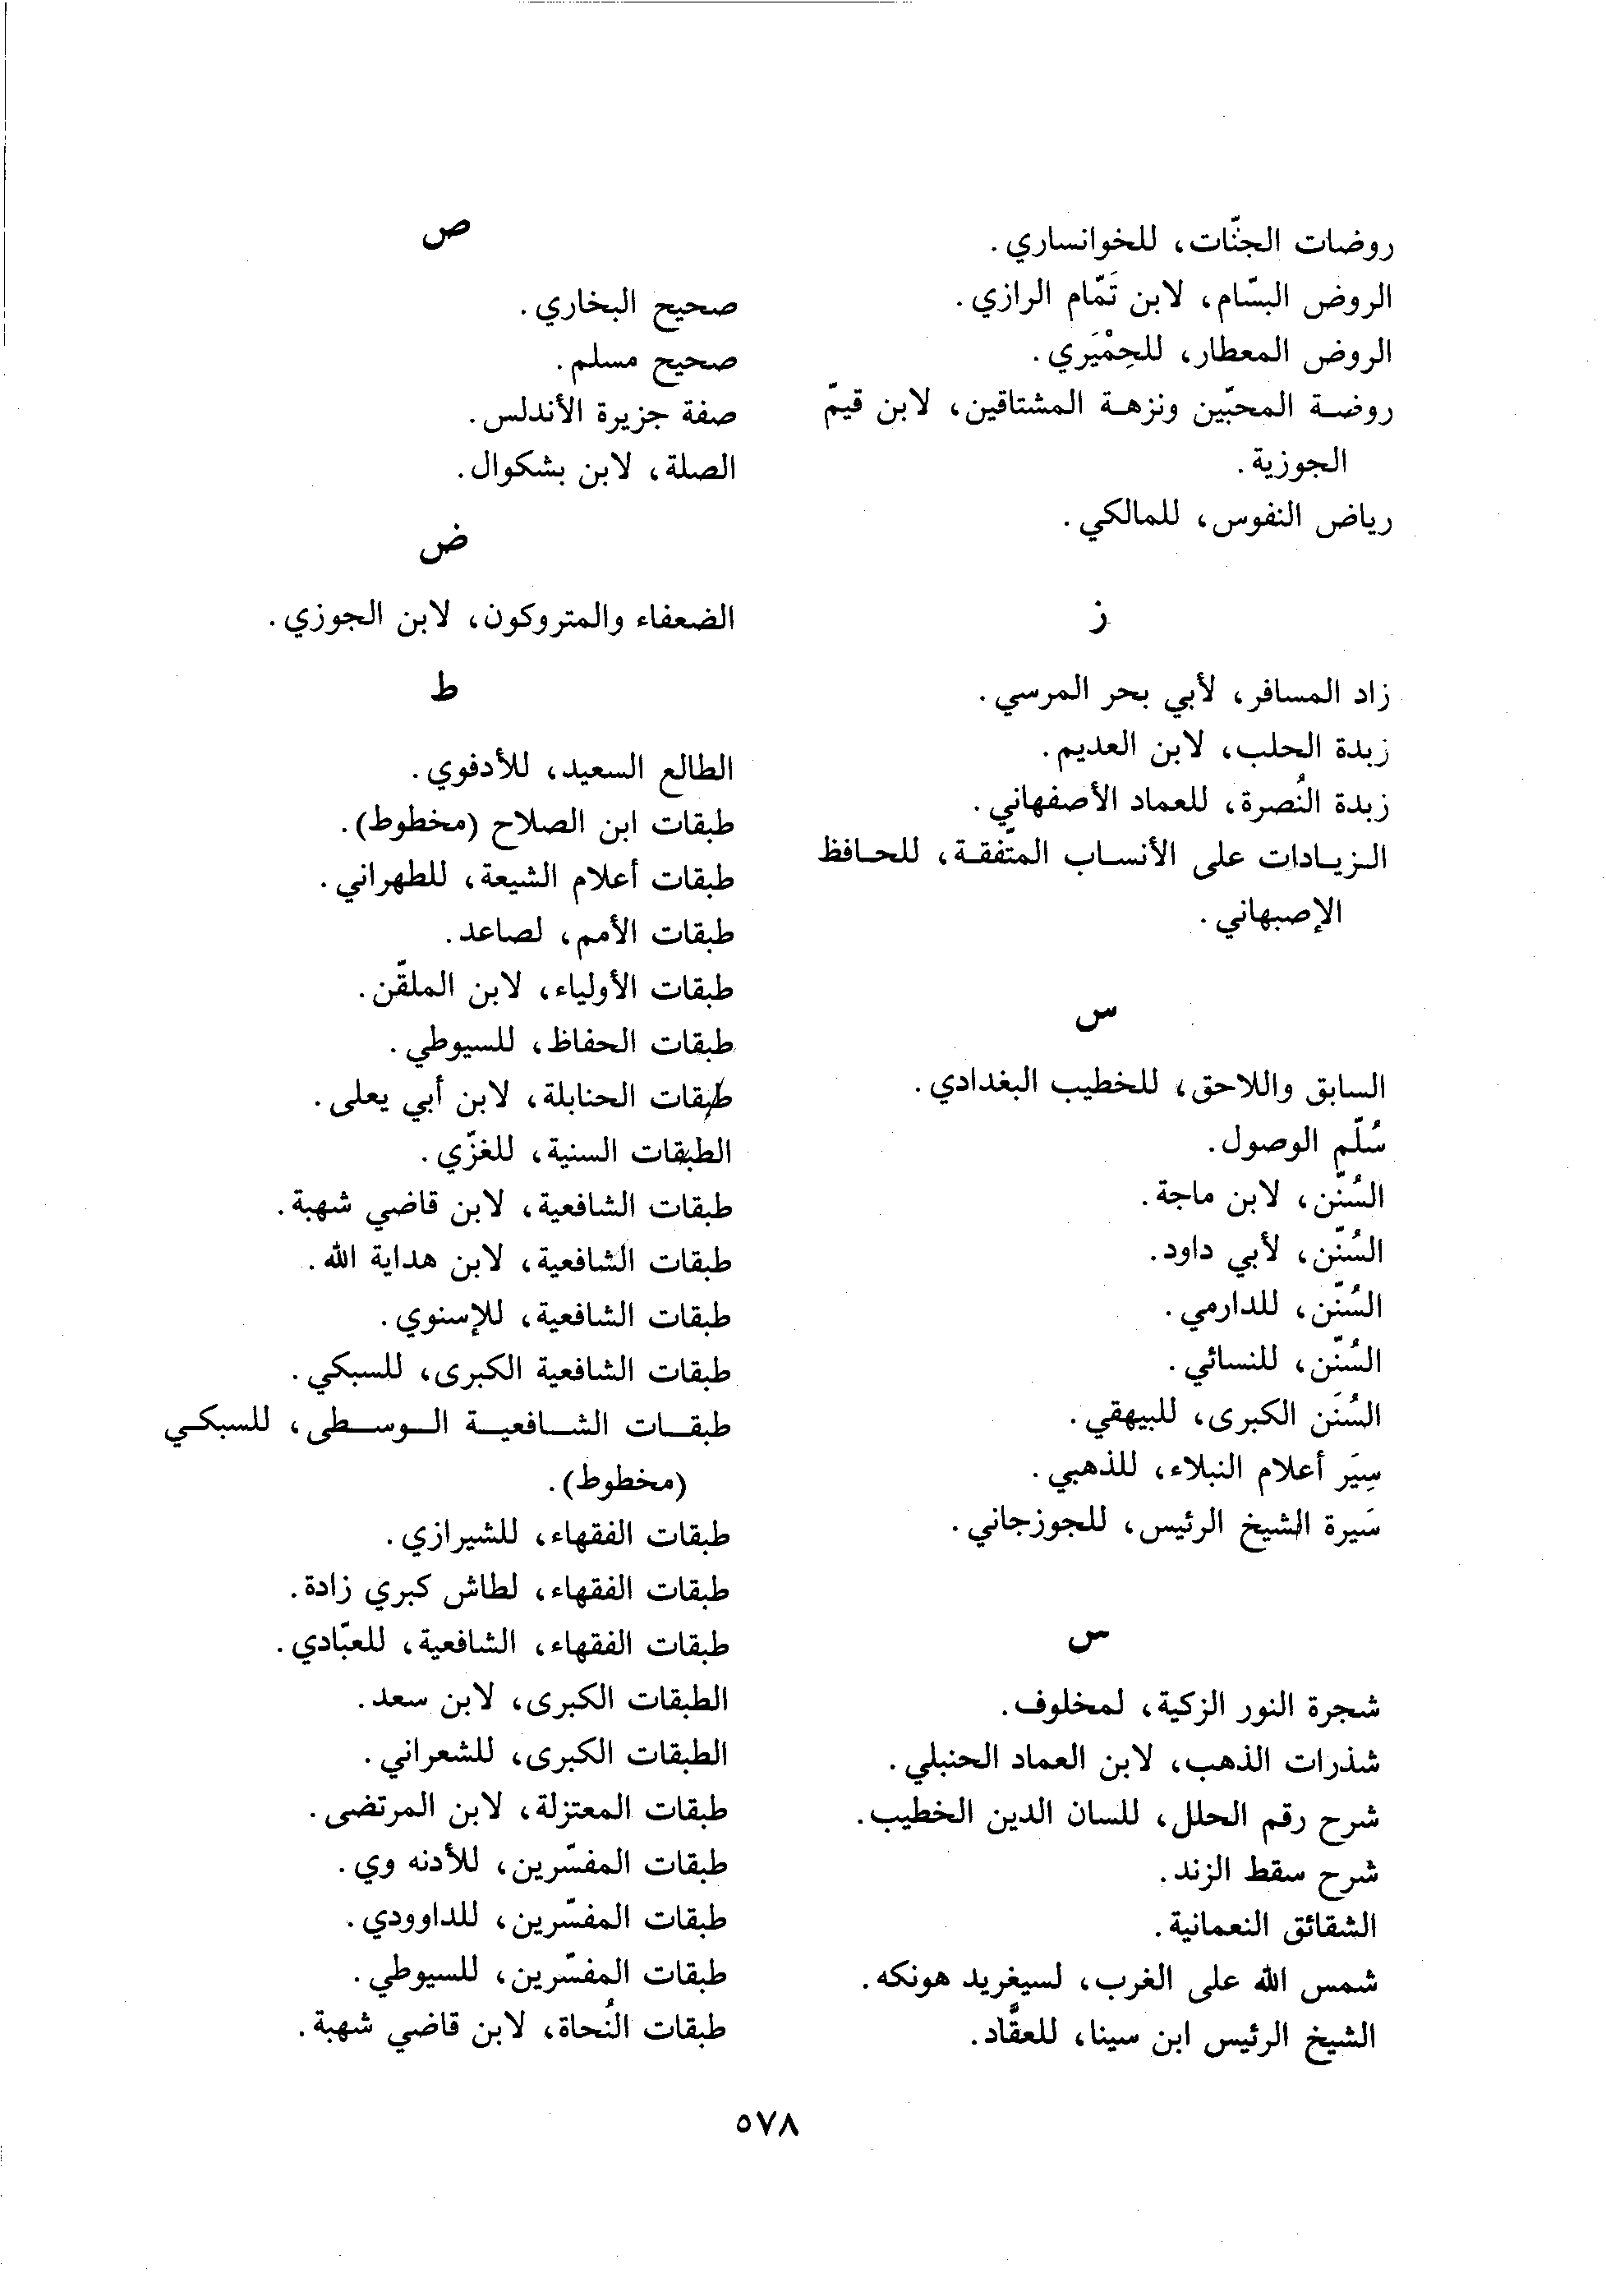 روضات الجنّات، للخوانساري.
الروض البسّام، لابن تَمّام الرازي.
الروض المعطار، للحِمْيَري.
روضة المحبّين ونزهة المشتاقين، لابن قيمّ
الجوزية.
رياض النفوس، للمالكي.
ز
زاد المسافر، لأبي بحر المرسي.
زبدة الحلب، لابن العديم.
زبدة النُصرة، للعماد الأصفهاني.
الزيادات على الأنساب المتّفقة، للحافظ
الإصبهاني.
س
السابق واللاحق، للخطيب البغدادي.
سُلّم الوصول.
السُنّن، لابن ماجة.
السُنّن، لأبي داود.
السُنّن، للدارمي.
السُنّن، للنسائي.
السُنَن الكبرى، للبيهقي.
سِيَر أعلام النبلاء، للذهبي.
سَيرة الشيخ الرئيس، للجوزجاني.
س
شجرة النور الزكية، لمخلوف.
شذرات الذهب، لابن العماد الحنبلي.
شرح رقم الحلل، للسان الدين الخطيب.
شرح سقط الزند.
الشقائق النعمانية.
شمس الله على الغرب، لسيغريد هونكه.
الشيخ الرئيس ابن سينا، للعقَّاد.
ص
صحيح البخاري.
صحيح مسلم.
صفة جزيرة الأندلس.
الصلة، لابن بشكوال.
ض
الضعفاء والمتروكون، لابن الجوزي.
ط
الطالع السعيد، للأدفوي.
طبقات ابن الصلاح (مخطوط).
طبقات أعلام الشيعة، للطهراني.
طبقات الأمم، لصاعد.
طبقات الأولياء، لابن الملقّن.
طبقات الحفاظ، للسيوطي.
طبقات الحنابلة، لابن أبي يعلى.
الطبقات السنية، للغزّي.
طبقات الشافعية، لابن قاضي شهبة.
طبقات الشافعية، لابن هداية الله.
طبقات الشافعية، للإسنوي.
طبقات الشافعية الكبرى، للسبكي.
طبقات الشافعية الوسطى، للسبكي
(مخطوط).
طبقات الفقهاء، للشيرازي.
طبقات الفقهاء، لطاش كبري زادة.
طبقات الفقهاء، الشافعية، للعبّادي.
الطبقات الكبرى، لابن سعد.
الطبقات الكبرى، للشعراني.
طبقات المعتزلة، لابن المرتضى.
طبقات المفسّرين، للأدنه وي.
طبقات المفسّرين، للداوودي.
طبقات المفسّرين، للسيوطي.
طبقات النُحاة، لابن قاضي شهبة.
٥٧٨